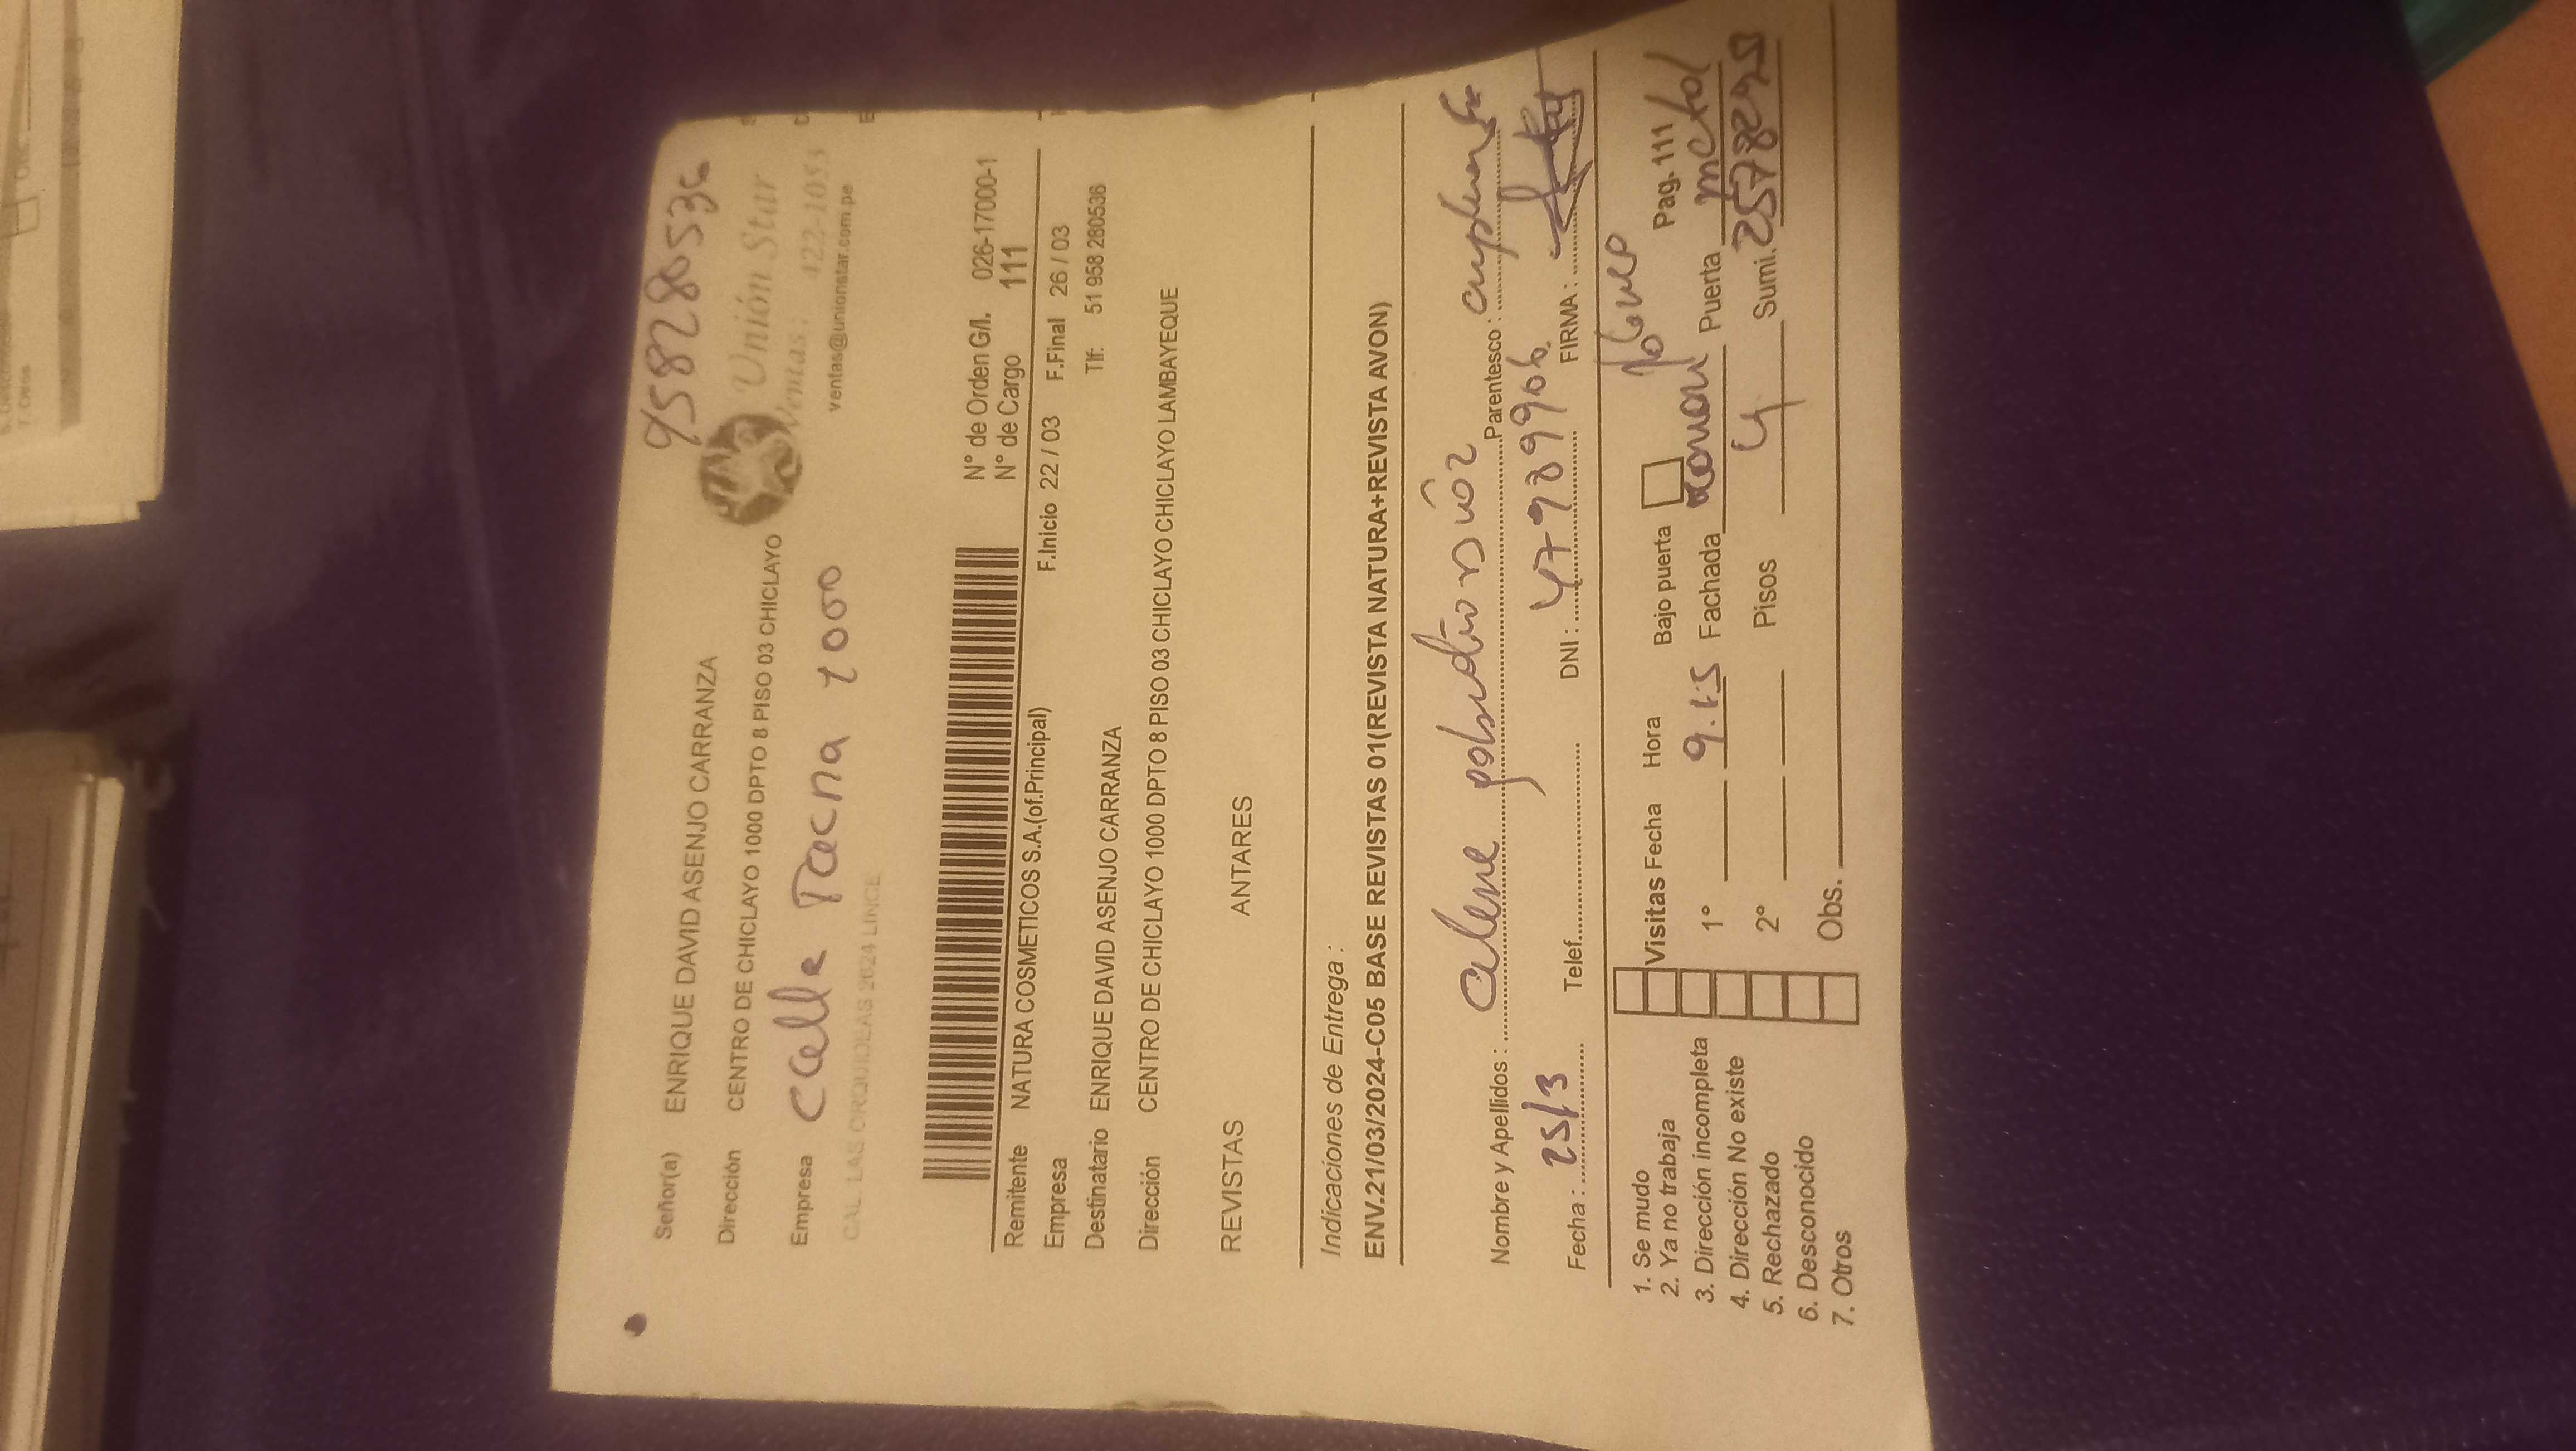 958280536
Señor(a) ENRIQUE DAVID ASENJO CARRANZA
Unión Star
Dirección CENTRO DE CHICLAYO 1000 DPTO 8 PISO 03 CHICLAYO
Ventas: 422-1053
Empresa Calle Tacna 1000
ventas@unionstar.com.pe
CAL. LAS ORQUIDEAS 2624 LINCE
N° de Orden G/I. 026-17000-1
N° de Cargo 111
Remitente NATURA COSMETICOS S.A.(of.Principal)
Empresa F.Inicio 22 / 03 F.Final 26 / 03
Destinatario ENRIQUE DAVID ASENJO CARRANZA Tlf: 51 958 280536
Dirección CENTRO DE CHICLAYO 1000 DPTO 8 PISO 03 CHICLAYO CHICLAYO LAMBAYEQUE
REVISTAS ANTARES
Indicaciones de Entrega :
ENV.21/03/2024-C05 BASE REVISTAS 01(REVISTA NATURA+REVISTA AVON)
Nombre y Apellidos : Parentesco :
Fecha : 25/3 Telef. DNI : 47989966 FIRMA :
1. Se mudo
2. Ya no trabaja
3. Dirección incompleta
4. Dirección No existe
5. Rechazado
6. Desconocido
7. Otros
Visitas Fecha Hora Bajo puerta Pag. 111
1° 9.15 Fachada Puerta metal
2° Pisos 4 Sumi.
Obs.